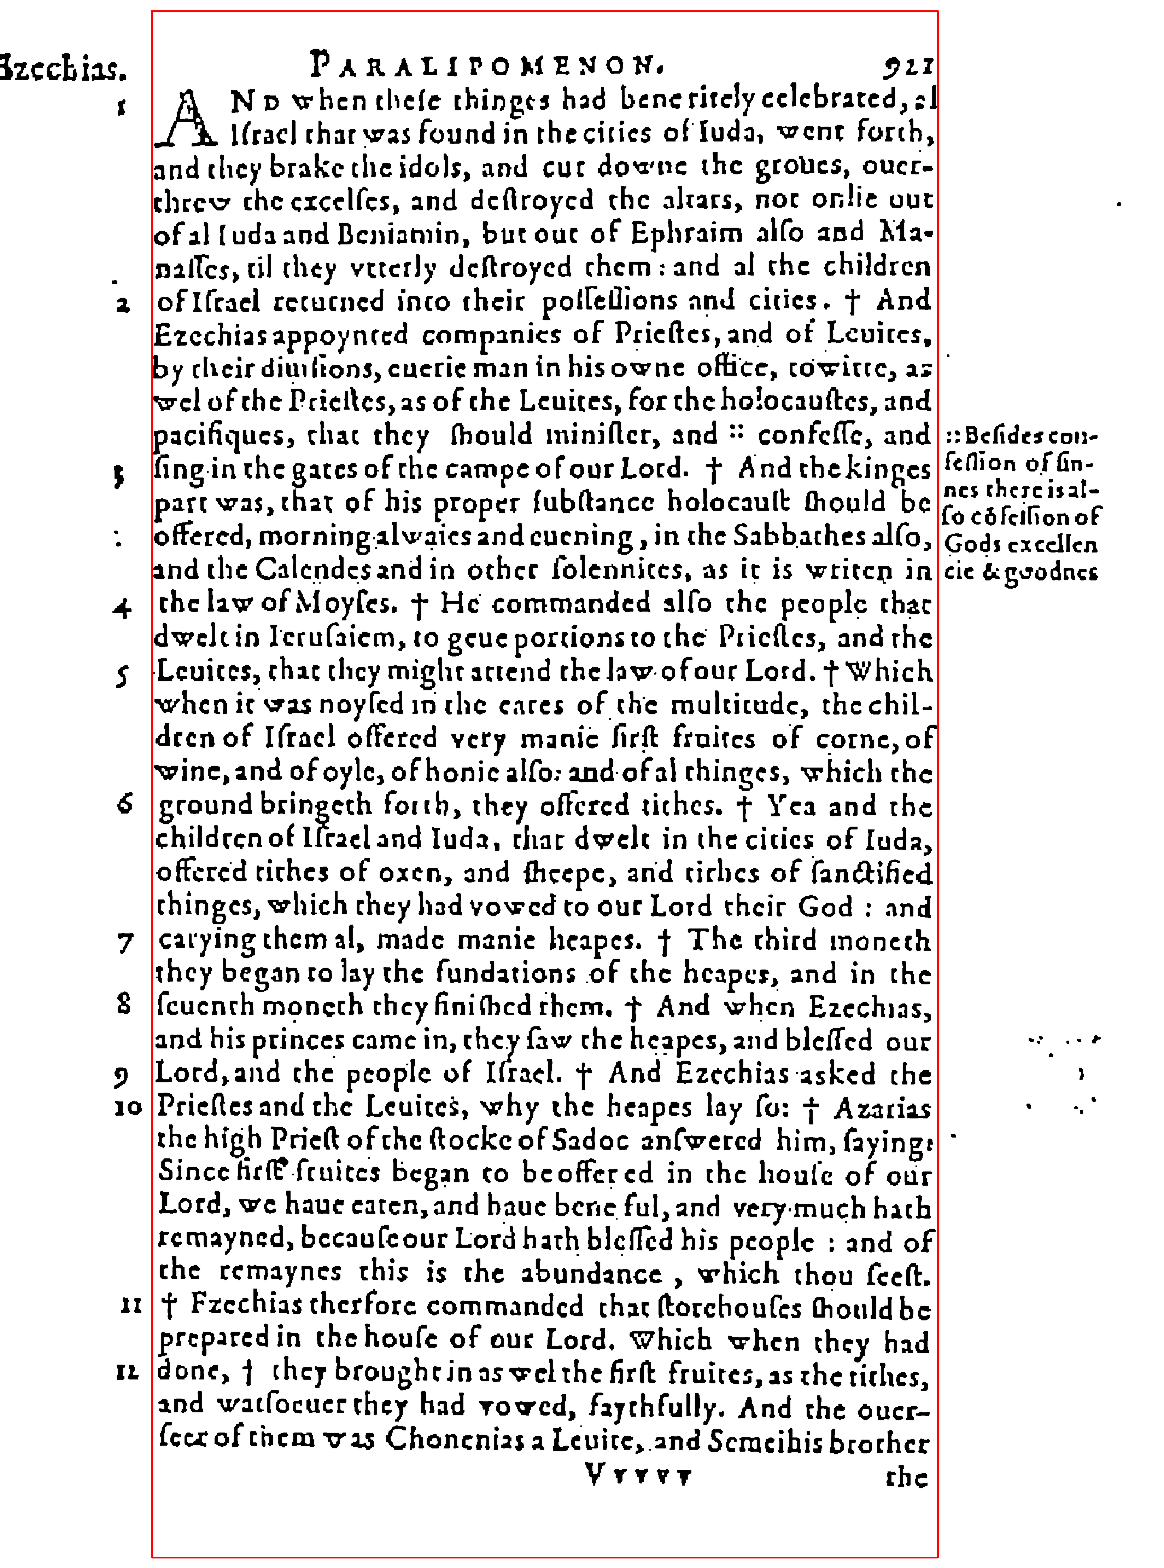 Ezechias. PARALIPOMENON. 921
1 AND when theſe thinges had bene ritely celebrated, al
Iſrael that was found in the cities of Iuda, went forth,
and they brake the idols, and cut downe the groues, ouer-
threw the excelſes, and deſtroyed the altars, not onlie out
of al Iuda and Beniamin, but out of Ephraim alſo and Ma-
naſſes, til they vtterly deſtroyed them: and al the children
2 of Iſrael returned into their poſſeſſions and cities. † And
Ezechias appoynted companies of Prieſtes, and of Leuites,
by their diuiſions, euerie man in his owne office, towitte, as
wel of the Prieſtes, as of the Leuites, for the holocauſtes, and
pacifiques, that they ſhould miniſter, and :: confeſſe, and
3 ſing in the gates of the campe of our Lord. † And the kinges
part was, that of his proper ſubſtance holocauſt ſhould be
offered, morning alwaies and euening, in the Sabbathes alſo,
and the Calendes and in other ſolennites, as it is writen in
4 the law of Moyſes. † He commanded alſo the people that
dwelt in Ieruſalem, to geue portions to the Prieſtes, and the
5 Leuites, that they might attend the law of our Lord. † Which
when it was noyſed in the eares of the multitude, the chil-
dren of Iſrael offered very manie firſt fruites of corne, of
wine, and of oyle, of honie alſo: and of al thinges, which the
6 ground bringeth forth, they offered tithes. † Yea and the
children of Iſrael and Iuda, that dwelt in the cities of Iuda,
offered tithes of oxen, and ſheepe, and tithes of ſanctified
thinges, which they had vowed to our Lord their God : and
7 carying them al, made manie heapes. † The third moneth
they began to lay the fundations of the heapes, and in the
8 ſeuenth moneth they finiſhed them. † And when Ezechias,
and his princes came in, they ſaw the heapes, and bleſſed our
9 Lord, and the people of Iſrael. † And Ezechias asked the
10 Prieſtes and the Leuites, why the heapes lay ſo: † Azarias
the high Prieſt of the ſtocke of Sadoc anſwered him, ſaying:
Since firſt fruites began to be offered in the houſe of our
Lord, we haue eaten, and haue bene ful, and very much hath
remayned, becauſe our Lord hath bleſſed his people : and of
the remaynes this is the abundance , which thou ſeeſt.
11 † Ezechias therfore commanded that ſtorehouſes ſhould be
prepared in the houſe of our Lord. Which when they had
12 done, † they brought in as wel the firſt fruites, as the tithes,
and watſoeuer they had vowed, faythfully. And the ouer-
ſeer of them was Chonenias a Leuite, and Semei his brother
Vvvvv the
:: Beſides con-
feſſion of ſin-
nes there is al-
ſo cõfeſſion of
Gods excellen
cie & goodnes